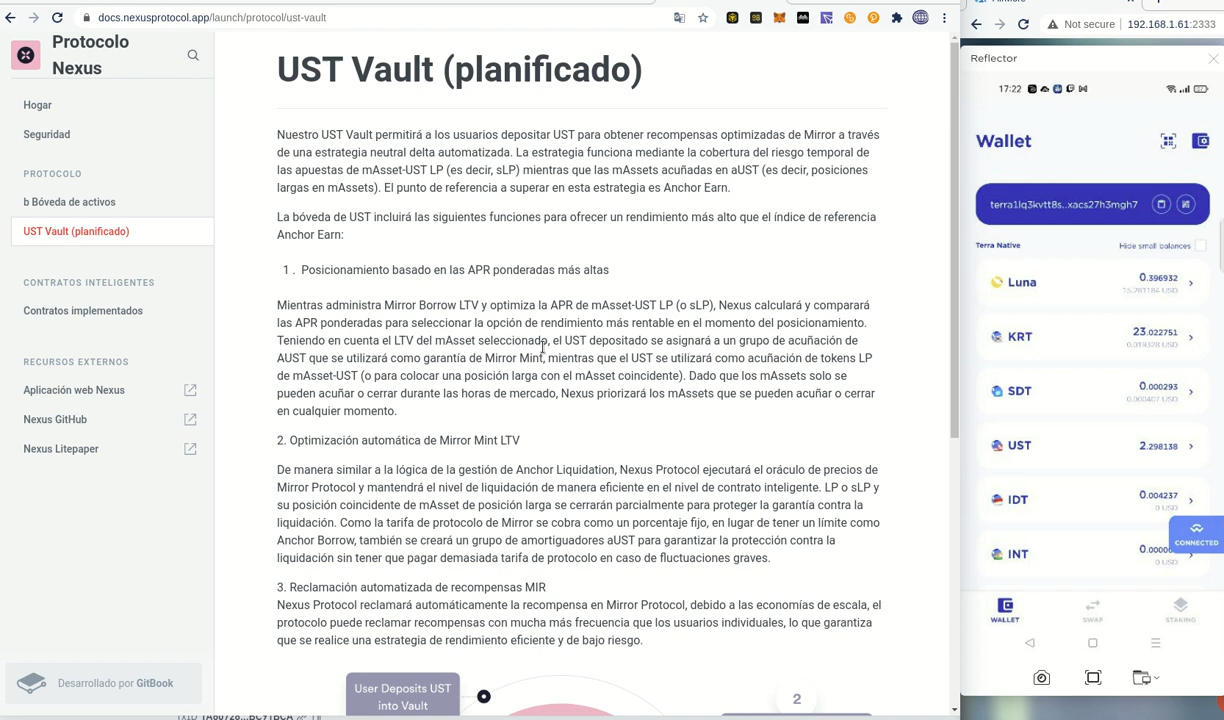 docs.nexusprotocol.app/launch/protocol/ust-vault
Protocolo
Nexus
Hogar
Seguridad
PROTOCOLO
b Bóveda de activos
UST Vault (planificado)
CONTRATOS INTELIGENTES
Contratos implementados
RECURSOS EXTERNOS
Aplicación web Nexus
Nexus GitHub
Nexus Litepaper
Desarrollado por GitBook
UST Vault (planificado)
Nuestro UST Vault permitirá a los usuarios depositar UST para obtener recompensas optimizadas de Mirror a través
de una estrategia neutral delta automatizada. La estrategia funciona mediante la cobertura del riesgo temporal de
las apuestas de mAsset-UST LP (es decir, sLP) mientras que las mAssets acuñadas en aUST (es decir, posiciones
largas en mAssets). El punto de referencia a superar en esta estrategia es Anchor Earn.
La bóveda de UST incluirá las siguientes funciones para ofrecer un rendimiento más alto que el índice de referencia
Anchor Earn:
1. Posicionamiento basado en las APR ponderadas más altas
Mientras administra Mirror Borrow LTV y optimiza la APR de mAsset-UST LP (o sLP), Nexus calculará y comparará
las APR ponderadas para seleccionar la opción de rendimiento más rentable en el momento del posicionamiento.
Teniendo en cuenta el LTV del mAsset seleccionado, el UST depositado se asignará a un grupo de acuñación de
AUST que se utilizará como garantía de Mirror Mint, mientras que el UST se utilizará como acuñación de tokens LP
de mAsset-UST (o para colocar una posición larga con el mAsset coincidente). Dado que los mAssets solo se
pueden acuñar o cerrar durante las horas de mercado, Nexus priorizará los mAssets que se pueden acuñar o cerrar
en cualquier momento.
2. Optimización automática de Mirror Mint LTV
De manera similar a la lógica de la gestión de Anchor Liquidation, Nexus Protocol ejecutará el oráculo de precios de
Mirror Protocol y mantendrá el nivel de liquidación de manera eficiente en el nivel de contrato inteligente. LP o sLP y
su posición coincidente de mAsset de posición larga se cerrarán parcialmente para proteger la garantía contra la
liquidación. Como la tarifa de protocolo de Mirror se cobra como un porcentaje fijo, en lugar de tener un límite como
Anchor Borrow, también se creará un grupo de amortiguadores aUST para garantizar la protección contra la
liquidación sin tener que pagar demasiada tarifa de protocolo en caso de fluctuaciones graves.
3. Reclamación automatizada de recompensas MIR
Nexus Protocol reclamará automáticamente la recompensa en Mirror Protocol, debido a las economías de escala, el
protocolo puede reclamar recompensas con mucha más frecuencia que los usuarios individuales, lo que garantiza
que se realice una estrategia de rendimiento eficiente y de bajo riesgo.
User Deposits UST
into Vault
2
Not secure
192.168.1.61:2333
Reflector
17:22
Wallet
terra1lq3kvtt8s..xacs27h3mgh7
Terra Native
Hide small balances
Luna
0.396932
KRT
23.022751
0.019328 USD
SDT
0.000293
0.000407 USD
UST
2.298138
IDT
0.004237
0 USD
INT
0 USD
CONNECTED
WALLET
SWAP
STAKING